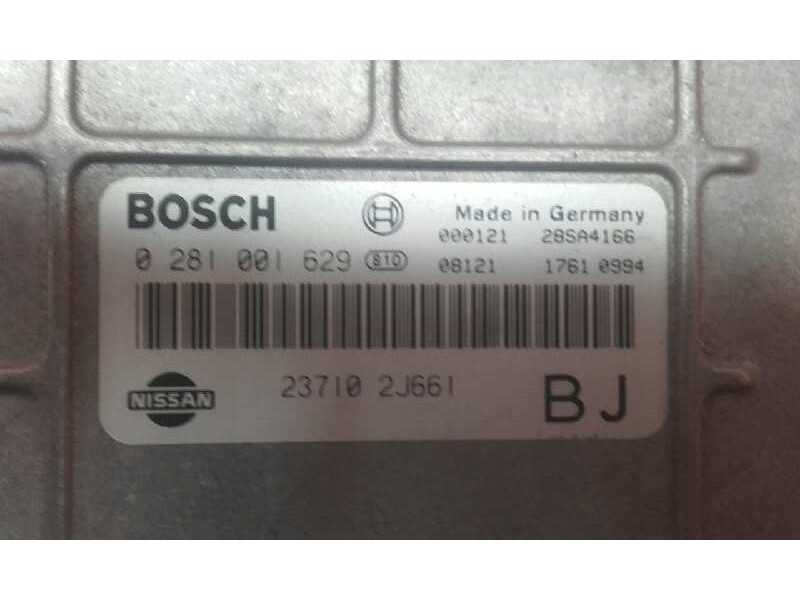 BOSCH Made in Germany
000121 28SA4166
0 281 001 629 810 08121 1761 0994
NISSAN 23710 2J661 BJ